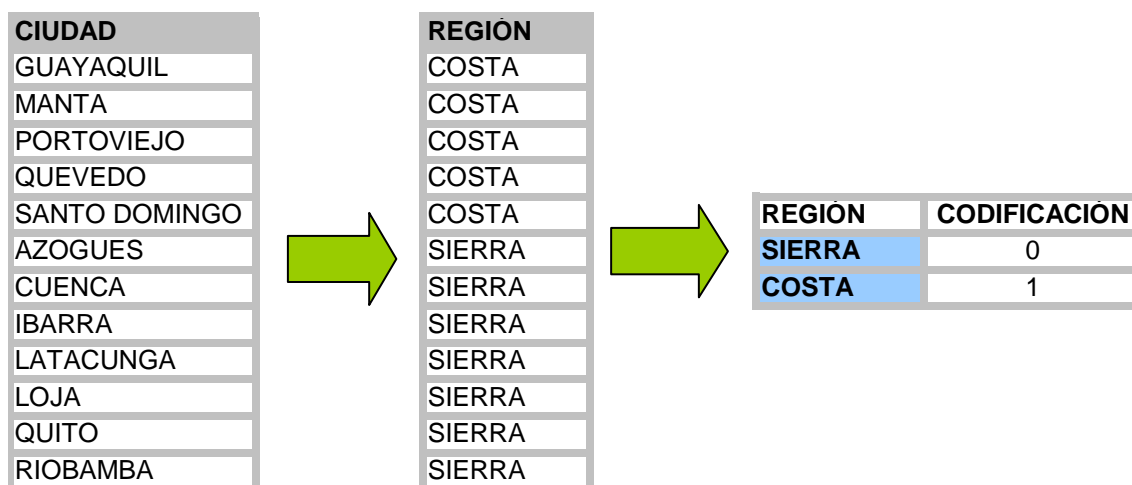 CIUDAD REGIÓN
GUAYAQUIL COSTA
MANTA COSTA
PORTOVIEJO COSTA
QUEVEDO COSTA
SANTO DOMINGO COSTA
AZOGUES SIERRA
CUENCA SIERRA
IBARRA SIERRA
LATACUNGA SIERRA
LOJA SIERRA
QUITO SIERRA
RIOBAMBA SIERRA
REGIÓN CODIFICACIÓN
SIERRA 0
COSTA 1